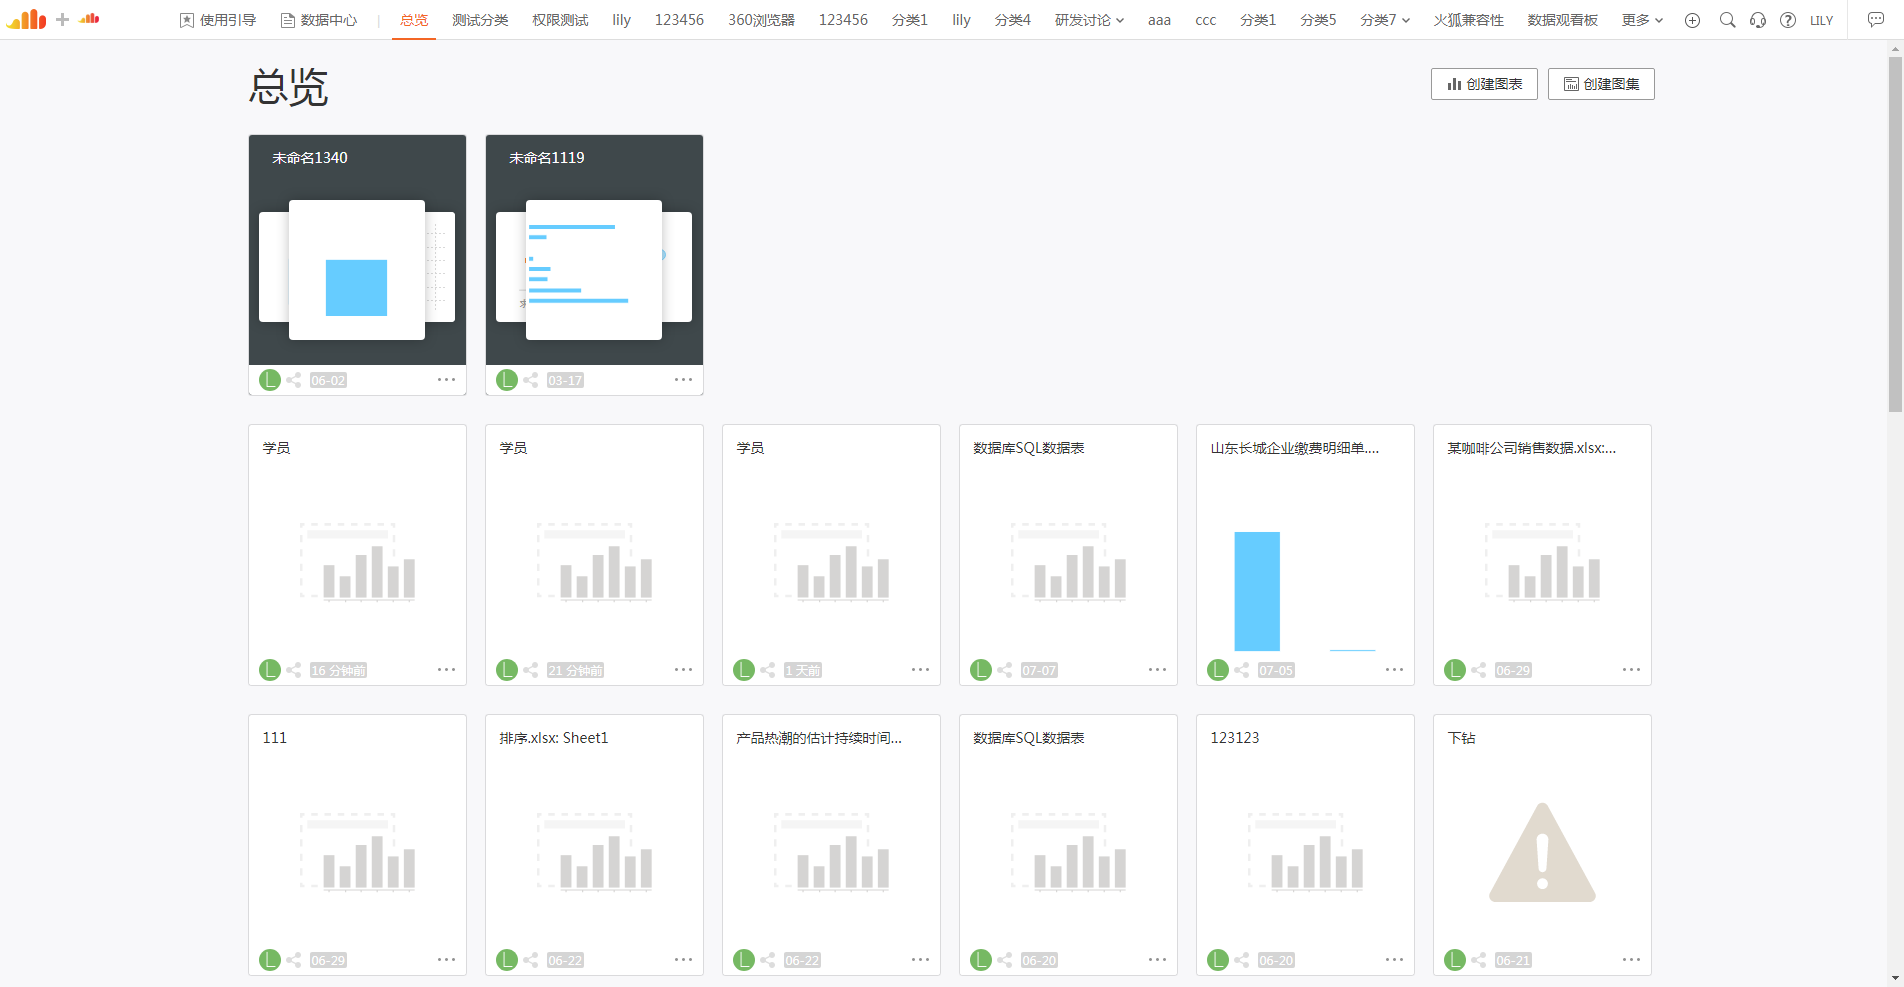 使用引导 数据中心 总览 测试分类 权限测试 lily 123456 360浏览器 123456 分类1 lily 分类4 研发讨论 aaa ccc 分类1 分类5 分类7 火狐兼容性 数据观看板 更多 LILY
总览
创建图表 创建图集
未命名1340 未命名1119
L 06-02 L 03-17
学员 学员 学员 数据库SQL数据表 山东长城企业缴费明细单.... 某咖啡公司销售数据.xlsx:...
L 16 分钟前 L 21 分钟前 L 1 天前 L 07-07 L 07-05 L 06-29
111 排序.xlsx: Sheet1 产品热潮的估计持续时间... 数据库SQL数据表 123123 下钻
L 06-29 L 06-22 L 06-22 L 06-20 L 06-20 L 06-21